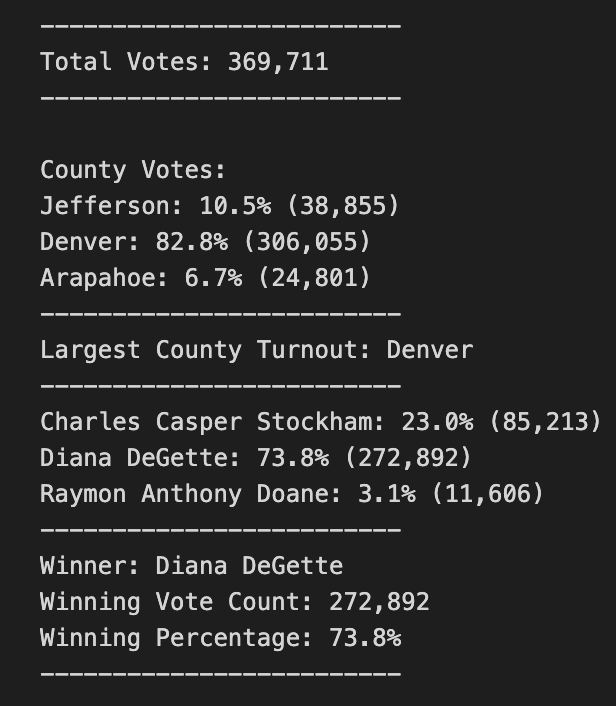 -------------------------
Total Votes: 369,711
-------------------------
County Votes:
Jefferson: 10.5% (38,855)
Denver: 82.8% (306,055)
Arapahoe: 6.7% (24,801)
-------------------------
Largest County Turnout: Denver
-------------------------
Charles Casper Stockham: 23.0% (85,213)
Diana DeGette: 73.8% (272,892)
Raymon Anthony Doane: 3.1% (11,606)
-------------------------
Winner: Diana DeGette
Winning Vote Count: 272,892
Winning Percentage: 73.8%
-------------------------